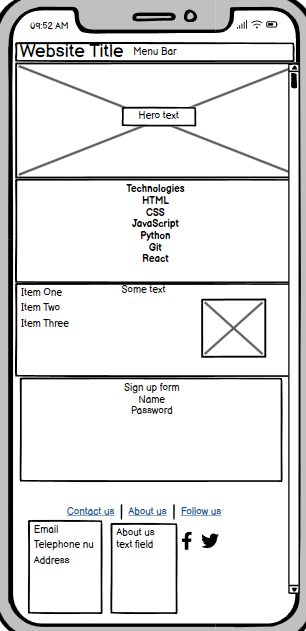 09:52 AM
Website Title Menu Bar
Hero text
Technologies
HTML
CSS
JavaScript
Python
Git
React
Item One
Some text
Item Two
Item Three
Sign up form
Name
Password
Contact us | About us | Follow us
Email
Telephone nu
Address
About us
text field